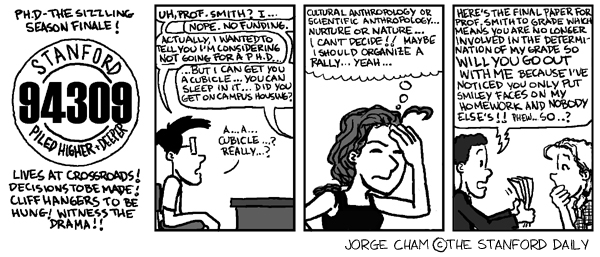 PH.D - THE SIZZLING
SEASON FINALE!
STANFORD
94309
PILED HIGHER + DEEPER
LIVES AT CROSSROADS!
DECISIONS TO BE MADE!
CLIFF HANGERS TO BE
HUNG! WITNESS THE
DRAMA!!
UH, PROF. SMITH? I...
NOPE. NO FUNDING.
ACTUALLY, I WANTED TO
TELL YOU I'M CONSIDERING
NOT GOING FOR A PH.D...
...BUT I CAN GET YOU
A CUBICLE... YOU CAN
SLEEP IN IT... DID YOU
GET ON CAMPUS HOUSING?
A... A...
CUBICLE...?
REALLY...?
CULTURAL ANTHROPOLOGY OR
SCIENTIFIC ANTHROPOLOGY...
NURTURE OR NATURE...
I CAN'T DECIDE!! MAYBE
I SHOULD ORGANIZE A
RALLY... YEAH...
HERE'S THE FINAL PAPER FOR
PROF. SMITH TO GRADE WHICH
MEANS YOU ARE NO LONGER
INVOLVED IN THE DETERMI-
NATION OF MY GRADE SO
WILL YOU GO OUT
WITH ME BECAUSE I'VE
NOTICED YOU ONLY PUT
SMILEY FACES ON MY
HOMEWORK AND NOBODY
ELSE'S!! PHEW.. SO..?
JORGE CHAM © THE STANFORD DAILY